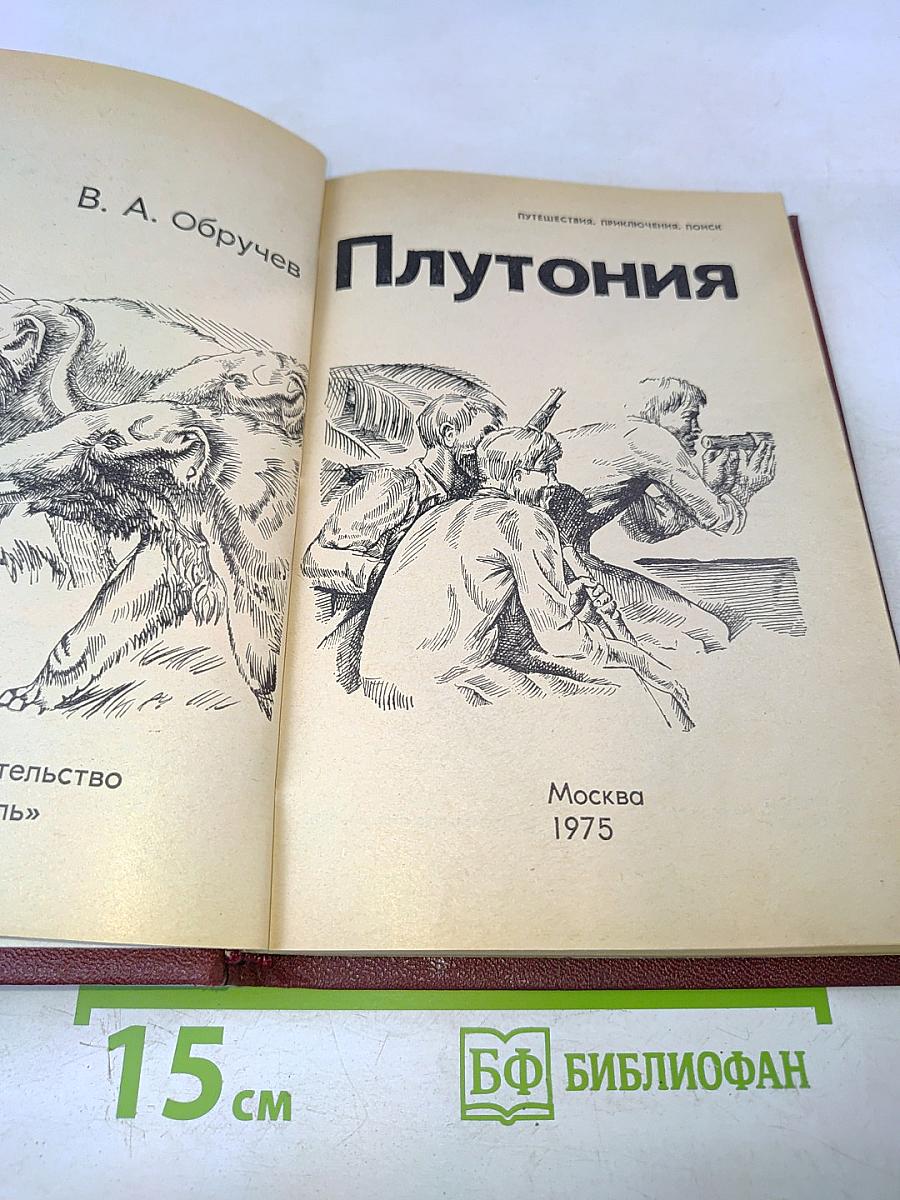 В. А. Обручев
тельство
ль»
ПУТЕШЕСТВИЯ. ПРИКЛЮЧЕНИЯ. ПОИСК
Плутония
Москва
1975
15 см
БФ БИБЛИОФАН